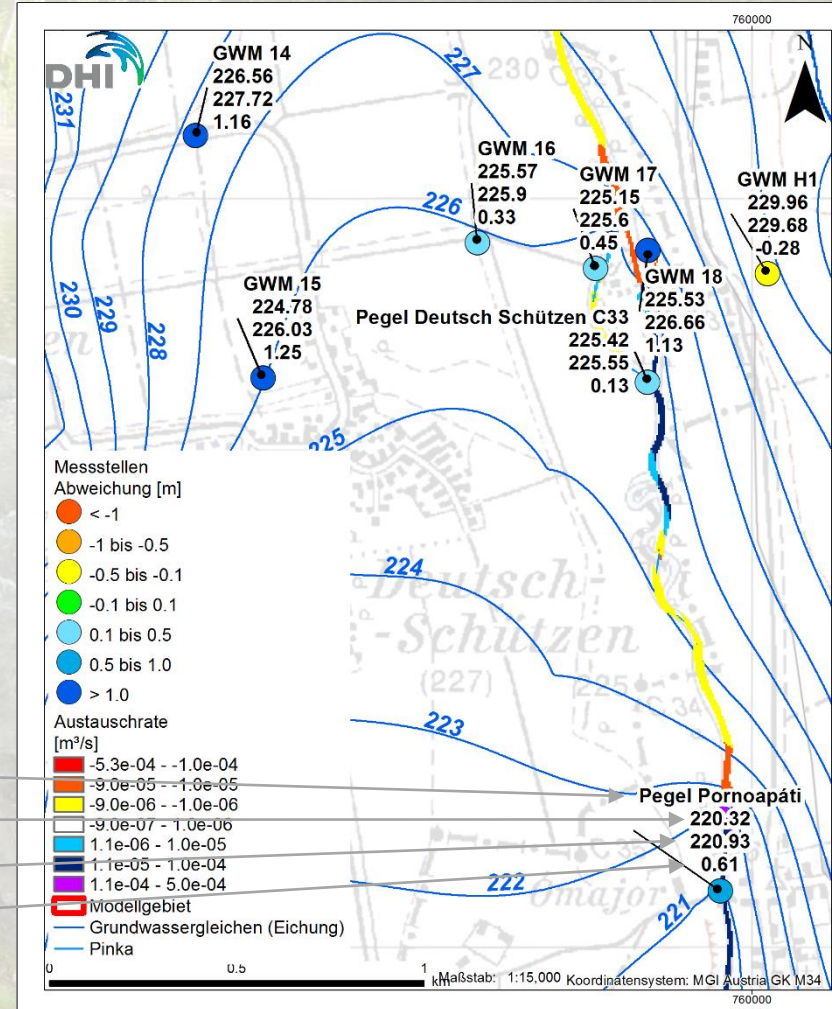 760000
DHI
N
GWM 14
226.56
227.72
1.16
227
230
231
GWM 16
225.57
225.9
0.33
GWM 17
225.15
225.6
0.45
GWM H1
229.96
229.68
-0.28
226
GWM 15
224.78
226.03
1.25
GWM 18
225.53
226.66
1.13
230
229
228
Pegel Deutsch Schützen C33
225.42
225.55
0.13
225
Messstellen
Abweichung [m]
< -1
-1 bis -0.5
-0.5 bis -0.1
-0.1 bis 0.1
0.1 bis 0.5
0.5 bis 1.0
> 1.0
224
Deutsch-
-Schützen
(227)
225
C.34
223
Austauschrate
[m³/s]
-5.3e-04 - -1.0e-04
-9.0e-05 - -1.0e-05
-9.0e-06 - -1.0e-06
-9.0e-07 - 1.0e-06
1.1e-06 - 1.0e-05
1.1e-05 - 1.0e-04
1.1e-04 - 5.0e-04
Modellgebiet
Grundwassergleichen (Eichung)
Pinka
Pegel Pornoapáti
220.32
220.93
0.61
222
221
0 0.5 1
km
Maßstab: 1:15,000 Koordinatensystem: MGI Austria GK M34
760000